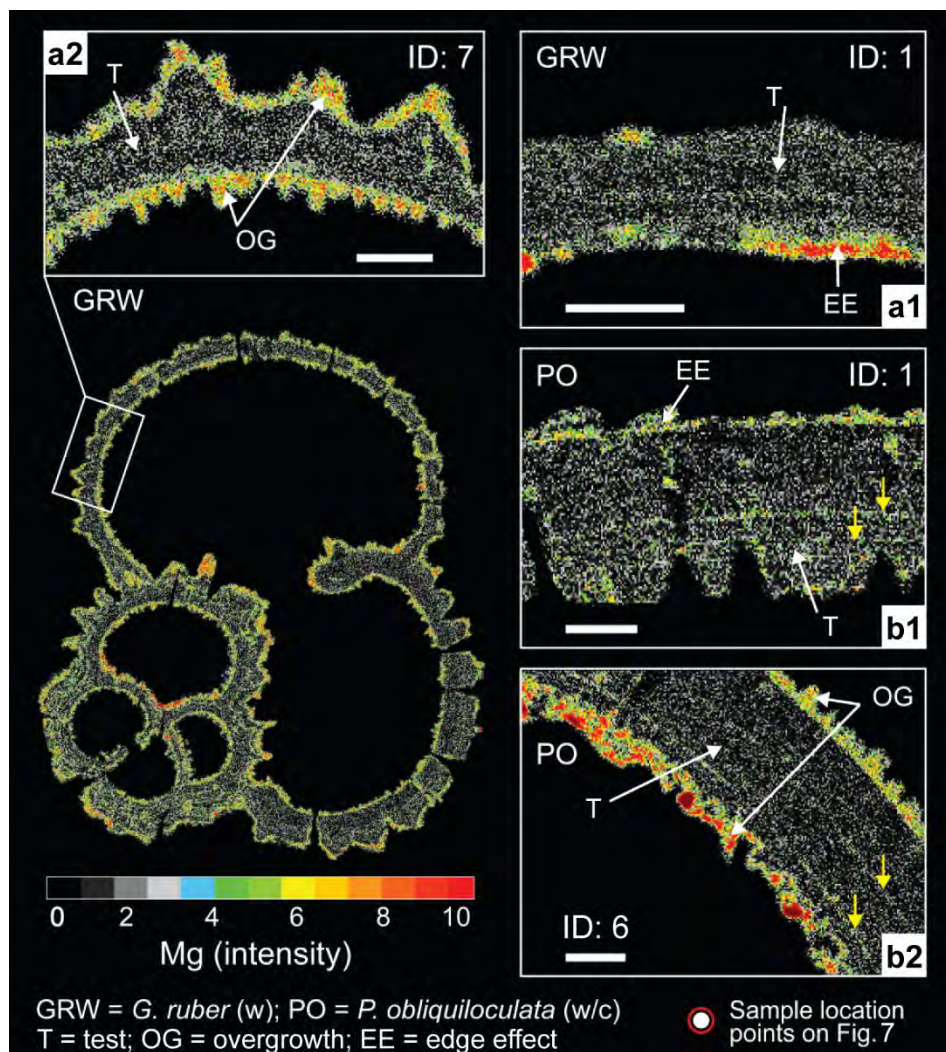 a2
ID: 7
T
OG
GRW
GRW
ID: 1
T
EE
a1
PO
EE
ID: 1
T
b1
OG
PO
T
ID: 6
b2
0 2 4 6 8 10
Mg (intensity)
GRW = G. ruber (w); PO = P. obliquiloculata (w/c)
T = test; OG = overgrowth; EE = edge effect
Sample location
points on Fig.7